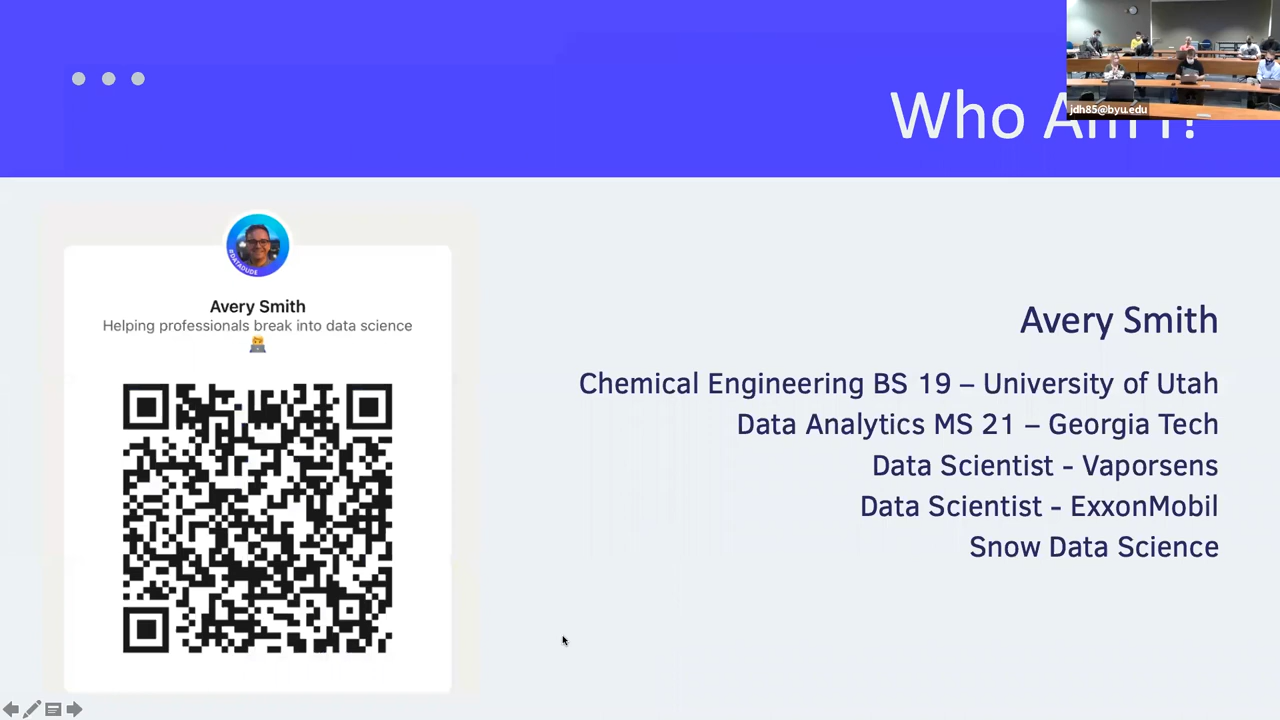 Who Am I?
jdh85@byu.edu
#DATADUDE
Avery Smith
Helping professionals break into data science
Avery Smith
Chemical Engineering BS 19 – University of Utah
Data Analytics MS 21 – Georgia Tech
Data Scientist - Vaporsens
Data Scientist - ExxonMobil
Snow Data Science